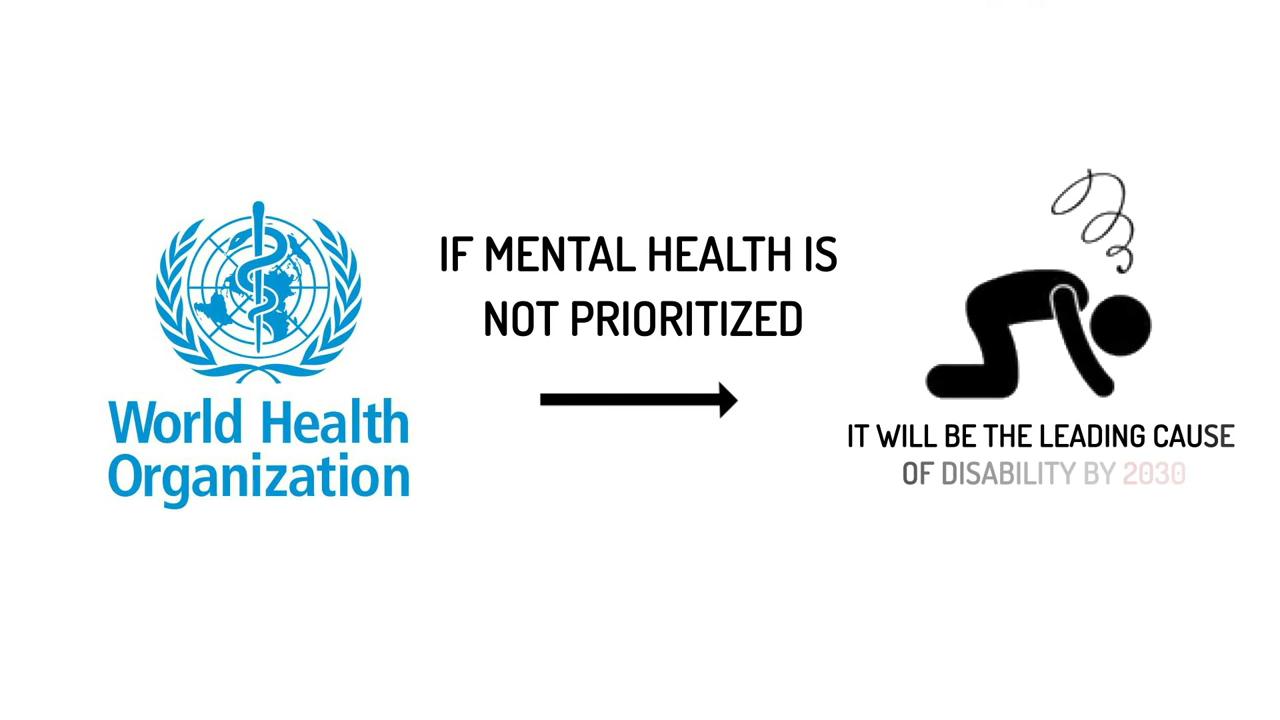 World Health
Organization
IF MENTAL HEALTH IS
NOT PRIORITIZED
IT WILL BE THE LEADING CAUSE
OF DISABILITY BY 2030